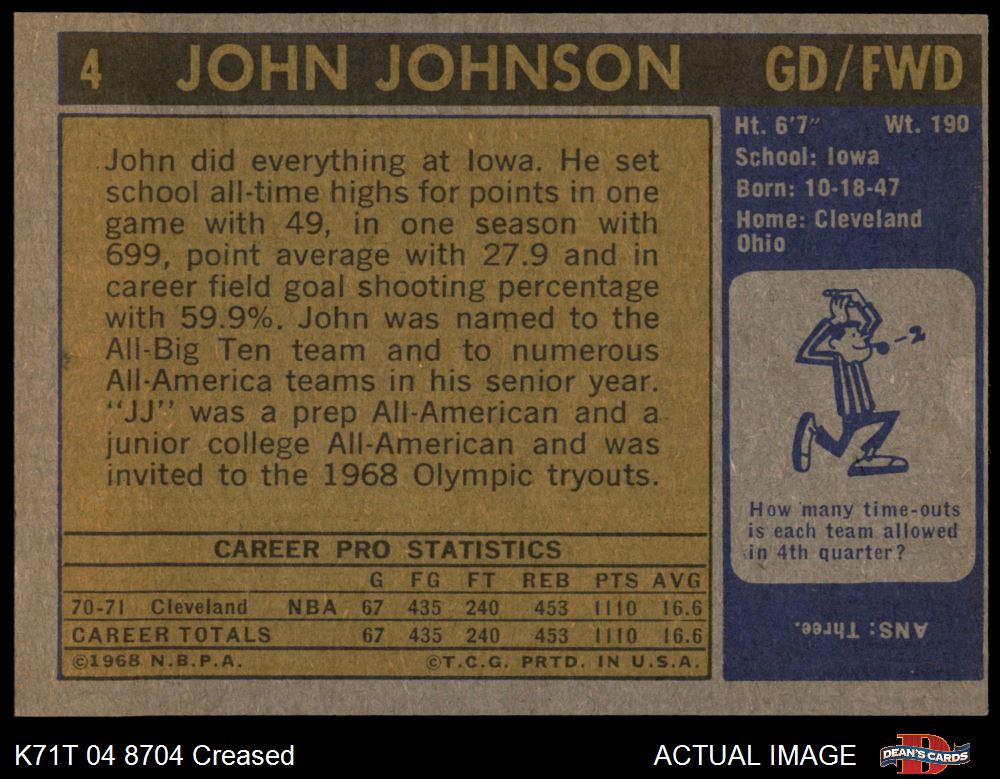 4 JOHN JOHNSON GD/FWD
John did everything at Iowa. He set
school all-time highs for points in one
game with 49, in one season with
699, point average with 27.9 and in
career field goal shooting percentage
with 59.9%. John was named to the
All-Big Ten team and to numerous
All-America teams in his senior year.
"JJ" was a prep All-American and a
junior college All-American and was
invited to the 1968 Olympic tryouts.
CAREER PRO STATISTICS
G FG FT REB PTS AVG
70-71 Cleveland NBA 67 435 240 453 1110 16.6
CAREER TOTALS 67 435 240 453 1110 16.6
©1968 N.B.P.A. ©T.C.G. PRTD. IN U.S.A.
Ht. 6'7" Wt. 190
School: Iowa
Born: 10-18-47
Home: Cleveland
Ohio
How many time-outs
is each team allowed
in 4th quarter?
ANS: Three.
K71T 04 8704 Creased ACTUAL IMAGE
DEAN'S CARDS